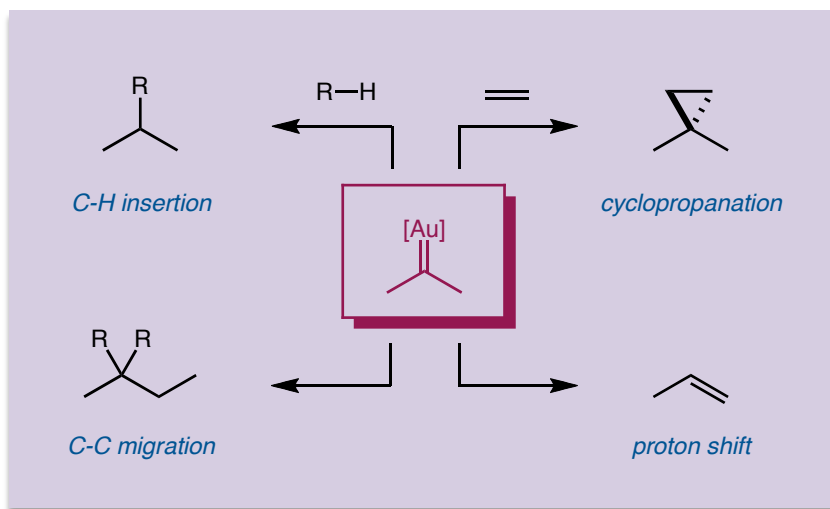 R
R—H
C-H insertion
cyclopropanation
[Au]
R R
C-C migration
proton shift